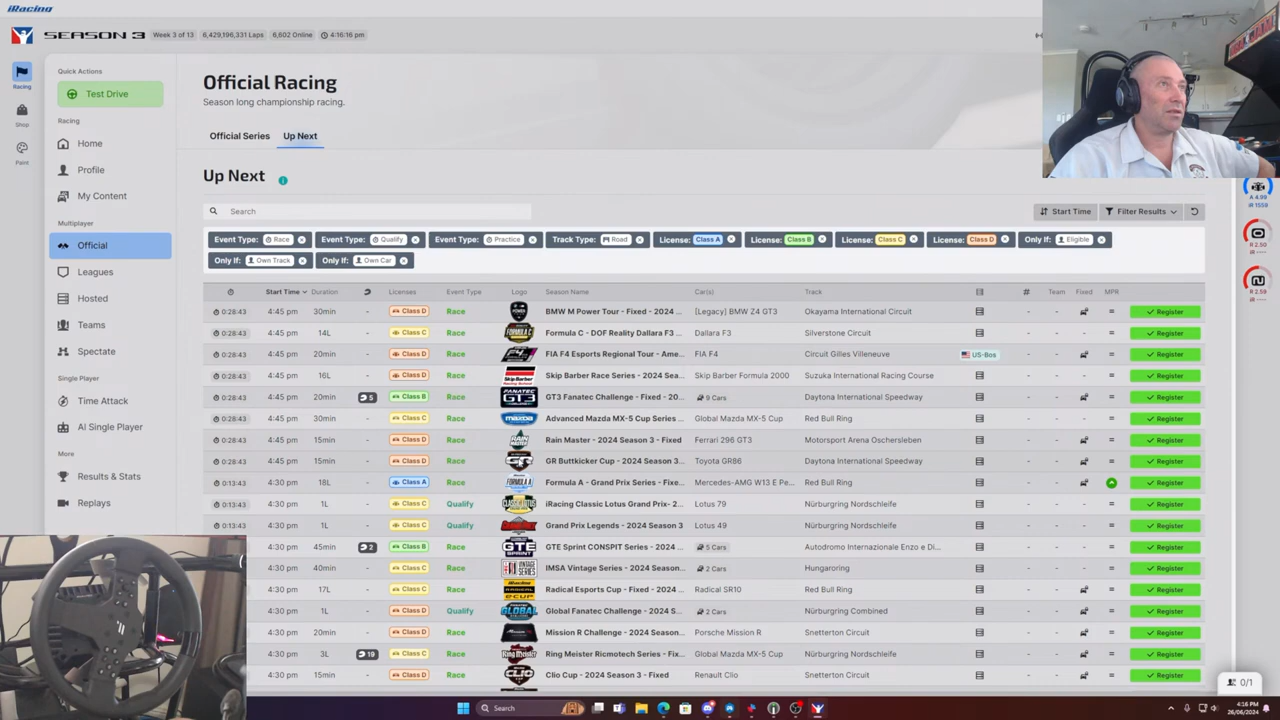 iRacing
SEASON 3 Week 3 of 13 6,429,196,331 Laps 6,602 Online 4:16:16 pm
Racing
Shop
Paint
Quick Actions
Test Drive
Racing
Home
Profile
My Content
Multiplayer
Official
Leagues
Hosted
Teams
Spectate
Single Player
Time Attack
AI Single Player
More
Results & Stats
Replays
Official Racing
Season long championship racing.
Official Series Up Next
Up Next
Search Start Time Filter Results
Event Type: Race Event Type: Qualify Event Type: Practice Track Type: Road License: Class A License: Class B License: Class C License: Class D Only If: Eligible
Only If: Own Track Only If: Own Car
Start Time Duration Licenses Event Type Logo Season Name Car(s) Track # Team Fixed MPR
0:28:43 4:45 pm 30min - Class D Race BMW M Power Tour - Fixed - 2024 ... [Legacy] BMW Z4 GT3 Okayama International Circuit - - = Register
0:28:43 4:45 pm 14L - Class C Race Formula C - DOF Reality Dallara F3 ... Dallara F3 Silverstone Circuit - - - = Register
0:28:43 4:45 pm 20min - Class D Race FIA F4 Esports Regional Tour - Ame... FIA F4 Circuit Gilles Villeneuve US-Bos - - = Register
0:28:43 4:45 pm 16L - Class D Race Skip Barber Race Series - 2024 Sea... Skip Barber Formula 2000 Suzuka International Racing Course - - - = Register
0:28:43 4:45 pm 20min 5 Class B Race GT3 Fanatec Challenge - Fixed - 20... 9 Cars Daytona International Speedway - - = Register
0:28:43 4:45 pm 30min - Class C Race Advanced Mazda MX-5 Cup Series ... Global Mazda MX-5 Cup Red Bull Ring - - - = Register
0:28:43 4:45 pm 15min - Class D Race Rain Master - 2024 Season 3 - Fixed Ferrari 296 GT3 Motorsport Arena Oschersleben - - = Register
0:28:43 4:45 pm 15min - Class D Race GR Buttkicker Cup - 2024 Season 3... Toyota GR86 Daytona International Speedway - - = Register
0:13:43 4:30 pm 18L - Class A Race Formula A - Grand Prix Series - Fixe... Mercedes-AMG W13 E Pe... Red Bull Ring - - Register
0:13:43 4:30 pm 1L - Class C Qualify iRacing Classic Lotus Grand Prix- 2... Lotus 79 Nürburgring Nordschleife - - - = Register
0:13:43 4:30 pm 1L - Class C Qualify Grand Prix Legends - 2024 Season 3 Lotus 49 Nürburgring Nordschleife - - - = Register
4:30 pm 45min 2 Class B Race GTE Sprint CONSPIT Series - 2024 ... 5 Cars Autodromo Internazionale Enzo e Di... - - - = Register
4:30 pm 40min - Class C Race IMSA Vintage Series - 2024 Season... 2 Cars Hungaroring - - - = Register
4:30 pm 17L - Class C Race Radical Esports Cup - Fixed - 2024 ... Radical SR10 Red Bull Ring - - = Register
4:30 pm 1L - Class D Qualify Global Fanatec Challenge - 2024 S... 2 Cars Nürburgring Combined - - = Register
4:30 pm 20min - Class D Race Mission R Challenge - 2024 Season... Porsche Mission R Snetterton Circuit - - = Register
4:30 pm 3L 19 Class C Race Ring Meister Ricmotech Series - Fix... Global Mazda MX-5 Cup Nürburgring Nordschleife - - = Register
4:30 pm 15min - Class D Race Clio Cup - 2024 Season 3 - Fixed Renault Clio Snetterton Circuit - - = Register
A 4.99
iR 1559
R 2.50
iR ----
R 2.59
iR ----
0/1
Search
4:16 PM
26/06/2024